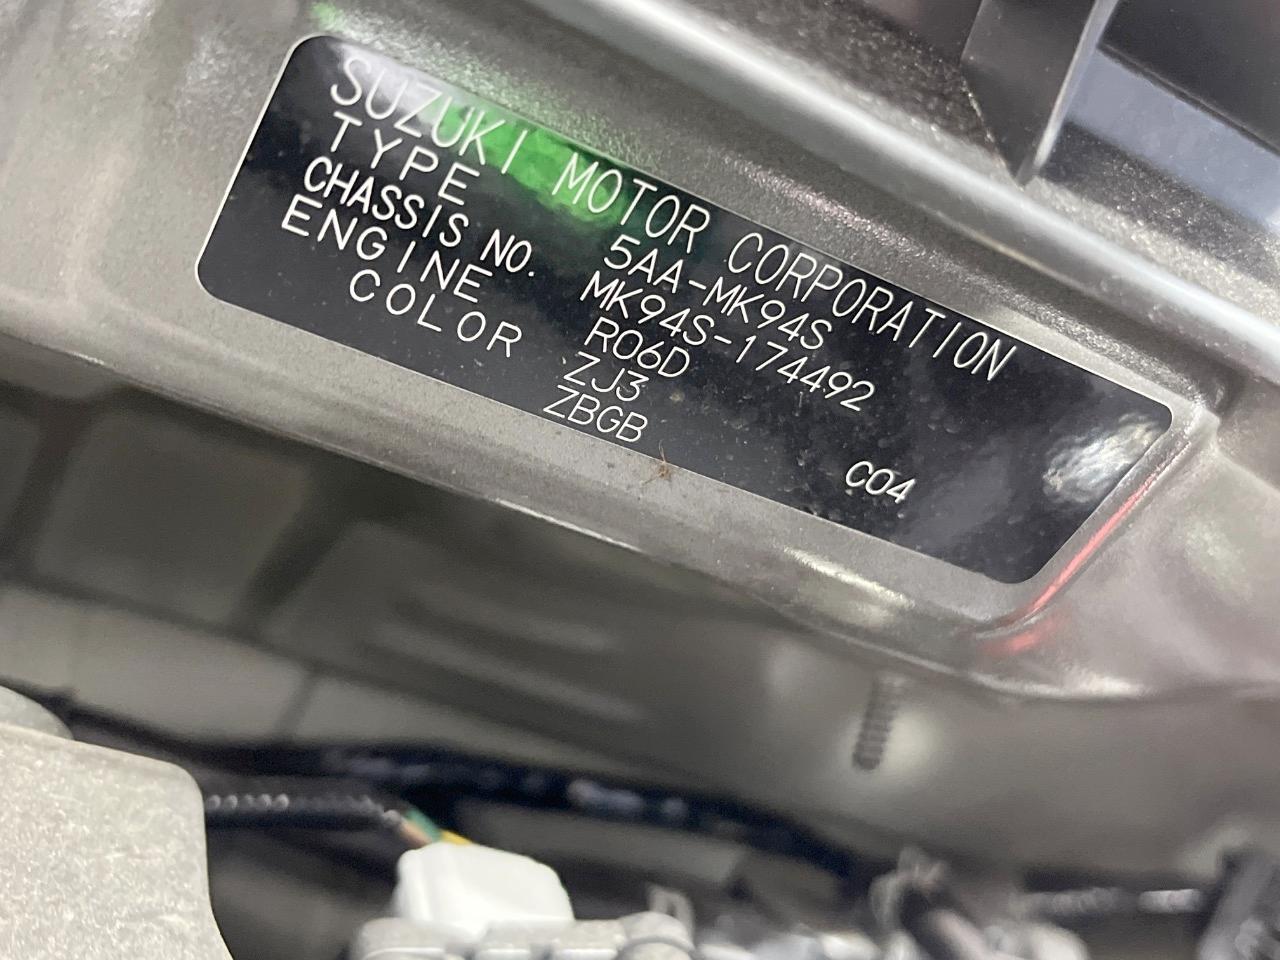 SUZUKI MOTOR CORPORATION
TYPE 5AA-MK94S
CHASSIS NO. MK94S-174492
ENGINE R06D
COLOR ZJ3
ZBGB
C04